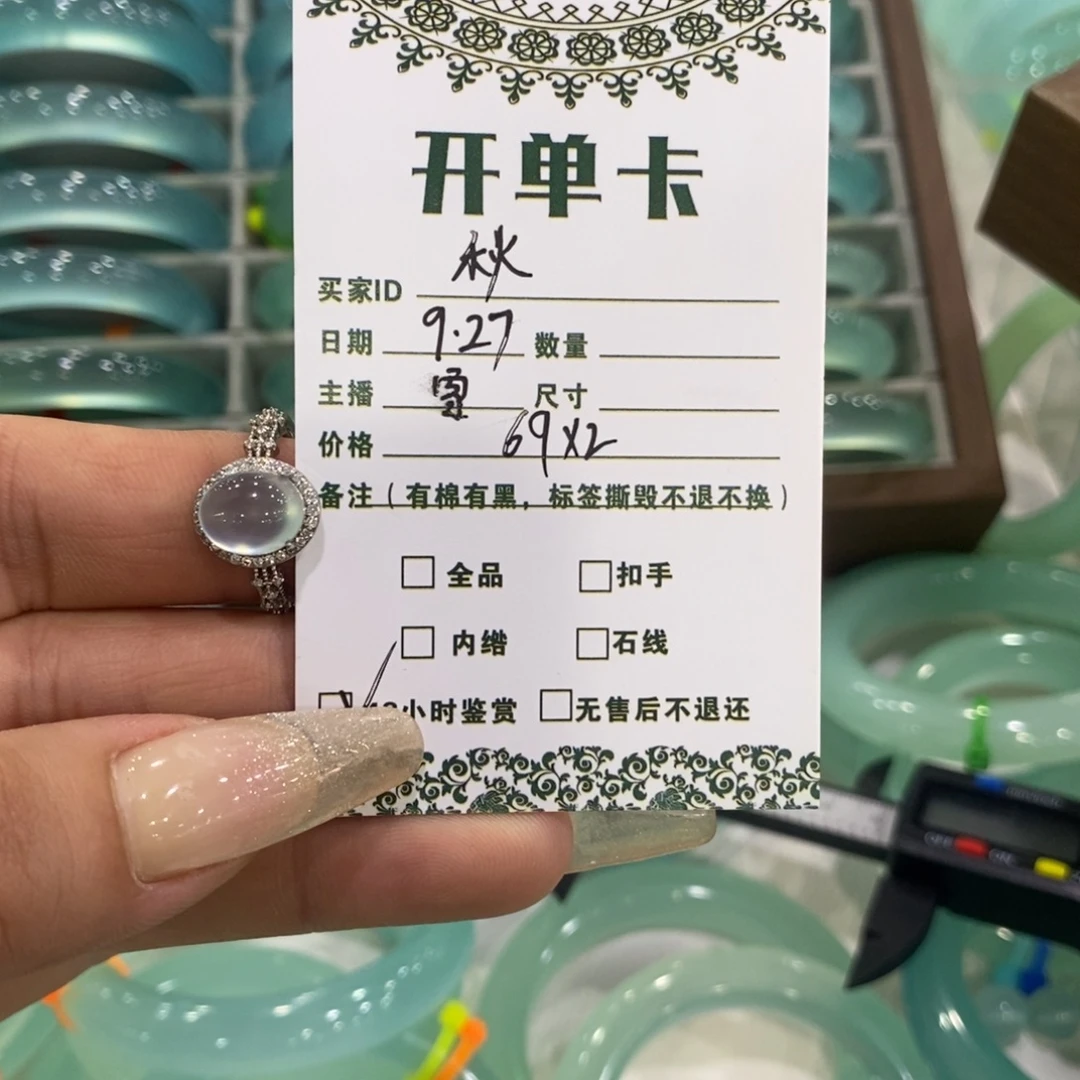 开单卡
买家ID 秋
日期 9.27 数量
主播 雪 尺寸
价格 69X2
备注(有棉有黑，标签撕毁不退不换)
全品 扣手
内绺 石线
小时鉴赏 无售后不退还